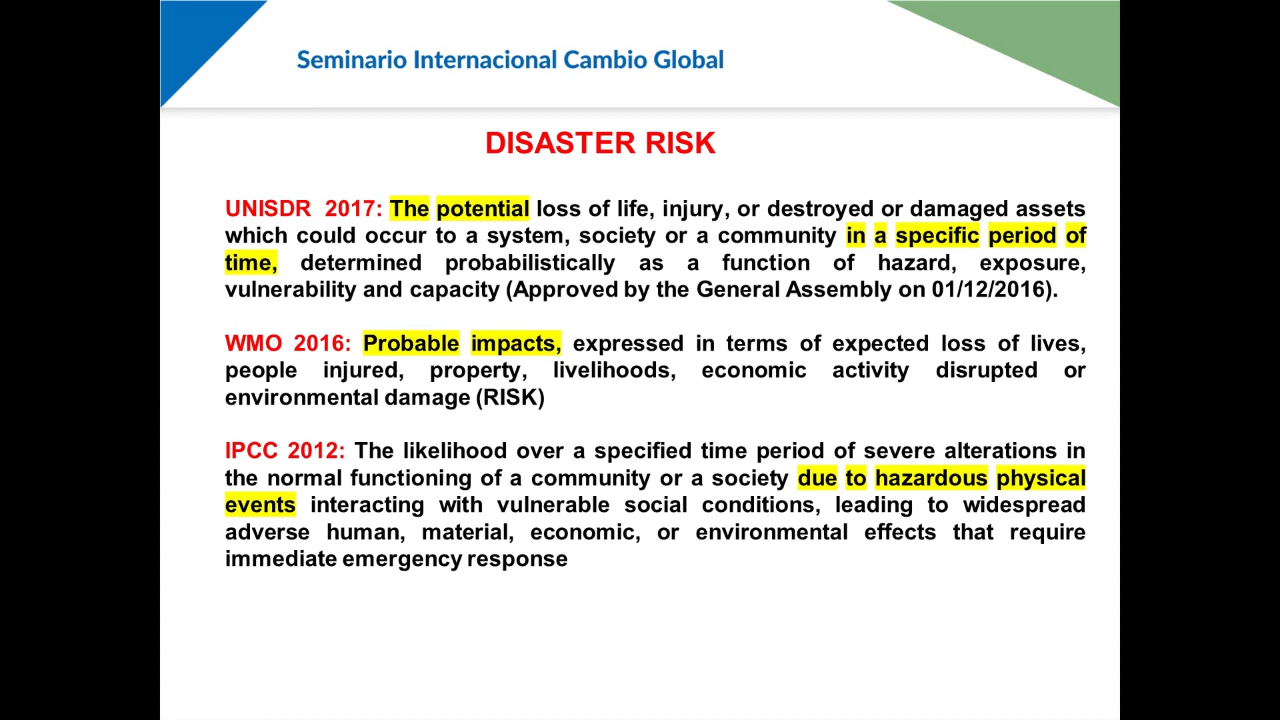 Seminario Internacional Cambio Global
DISASTER RISK
UNISDR 2017: The potential loss of life, injury, or destroyed or damaged assets
which could occur to a system, society or a community in a specific period of
time, determined probabilistically as a function of hazard, exposure,
vulnerability and capacity (Approved by the General Assembly on 01/12/2016).
WMO 2016: Probable impacts, expressed in terms of expected loss of lives,
people injured, property, livelihoods, economic activity disrupted or
environmental damage (RISK)
IPCC 2012: The likelihood over a specified time period of severe alterations in
the normal functioning of a community or a society due to hazardous physical
events interacting with vulnerable social conditions, leading to widespread
adverse human, material, economic, or environmental effects that require
immediate emergency response